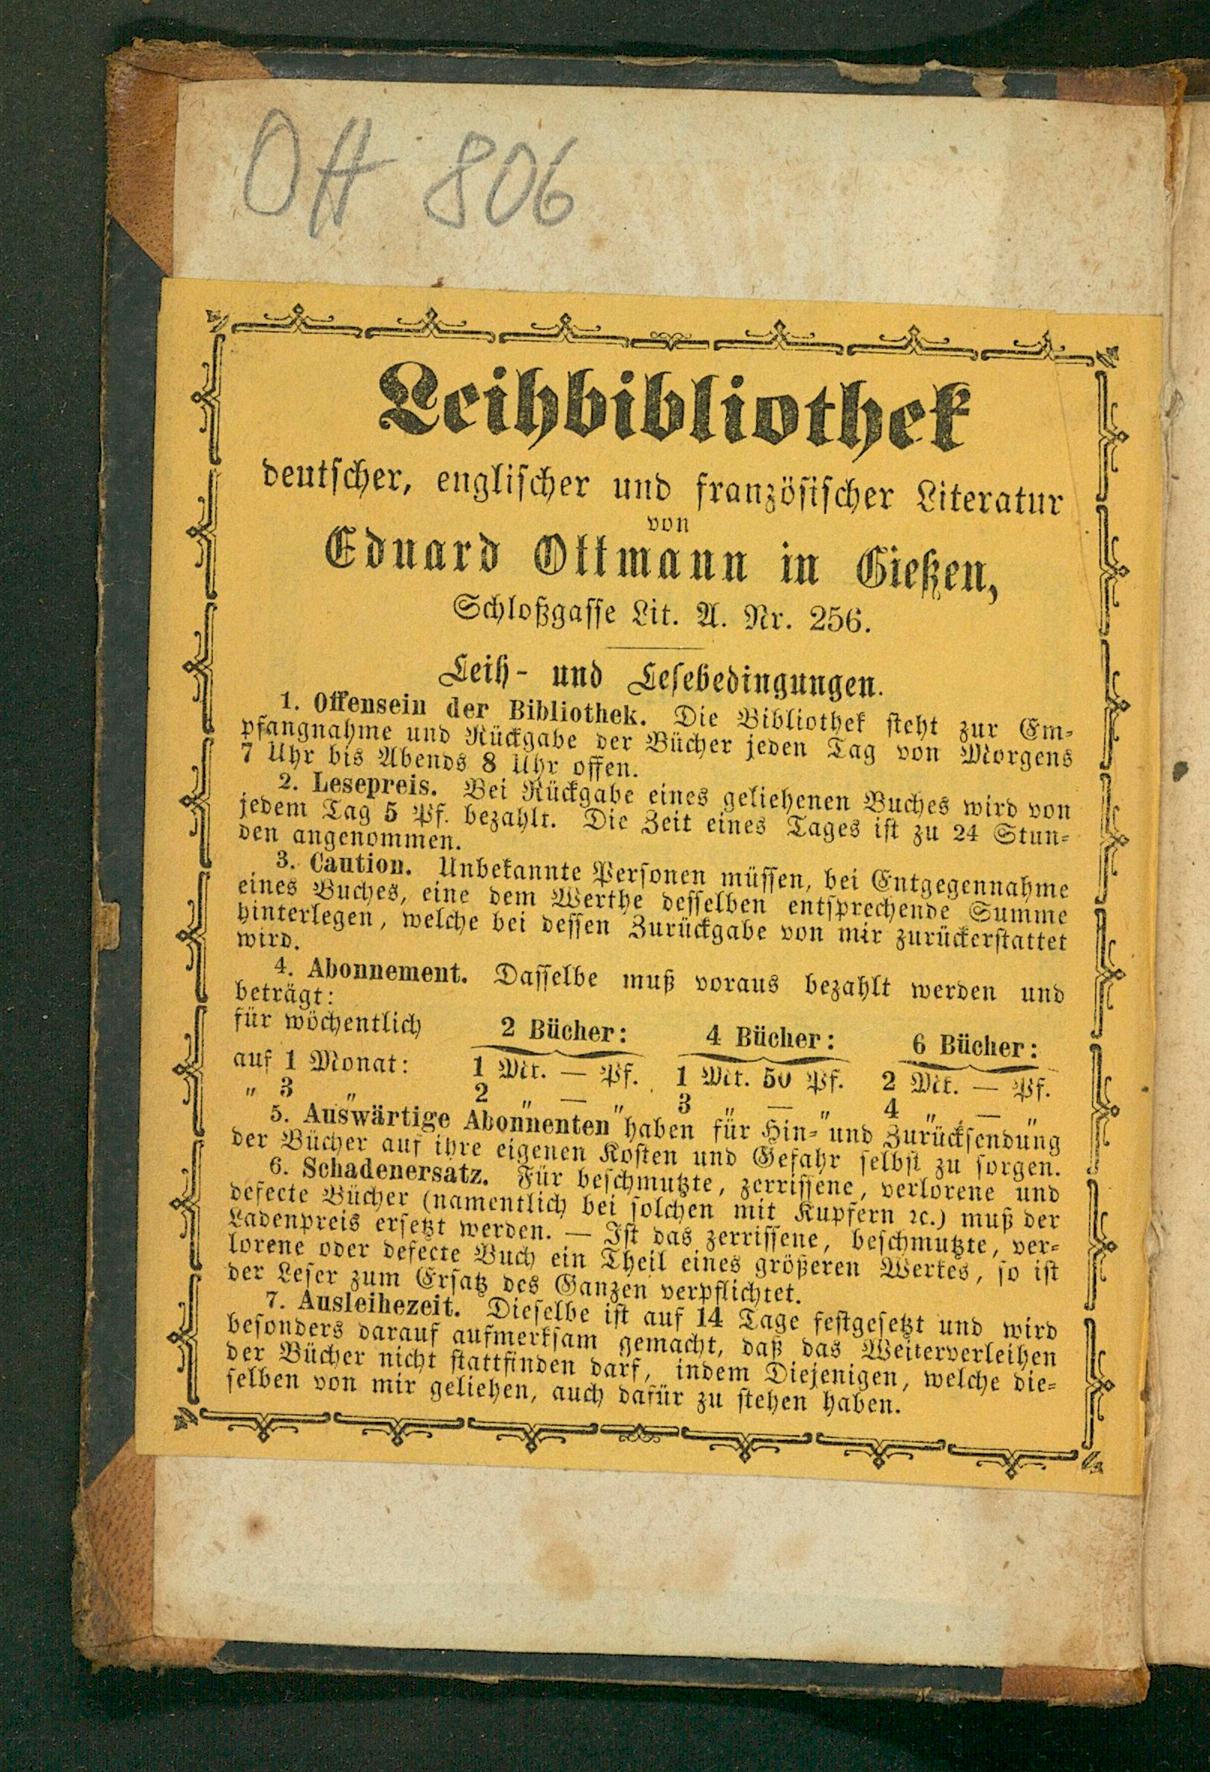 OH 806
Leihbibliothek
deutscher, englischer und französischer Literatur
von
Eduard Ottmann in Gießen,
Schloßgasse Lit. A. Nr. 256.
Leih- und Lesebedingungen.
1. Offensein der Bibliothek. Die Bibliothek steht zur Em-
pfangnahme und Rückgabe der Bücher jeden Tag von Morgens
7 Uhr bis Abends 8 Uhr offen.
2. Lesepreis. Bei Rückgabe eines geliehenen Buches wird von
jedem Tag 5 Pf. bezahlt. Die Zeit eines Tages ist zu 24 Stun-
den angenommen.
3. Caution. Unbekannte Personen müssen, bei Entgegennahme
eines Buches, eine dem Werthe desselben entsprechende Summe
hinterlegen, welche bei dessen Zurückgabe von mir zurückerstattet
wird.
4. Abonnement. Dasselbe muß voraus bezahlt werden und
beträgt:
für wöchentlich 2 Bücher: 4 Bücher: 6 Bücher:
auf 1 Monat: 1 Mk. — Pf. 1 Mk. 50 Pf. 2 Mk. — Pf.
" 3 " 2 " — " 3 " — " 4 " — "
5. Auswärtige Abonnenten haben für Hin- und Zurücksendung
der Bücher auf ihre eigenen Kosten und Gefahr selbst zu sorgen.
6. Schadenersatz. Für beschmutzte, zerrissene, verlorene und
defecte Bücher (namentlich bei solchen mit Kupfern ꝛc.) muß der
Ladenpreis ersetzt werden. — Ist das zerrissene, beschmutzte, ver-
lorene oder defecte Buch ein Theil eines größeren Werkes, so ist
der Leser zum Ersatz des Ganzen verpflichtet.
7. Ausleihezeit. Dieselbe ist auf 14 Tage festgesetzt und wird
besonders darauf aufmerksam gemacht, daß das Weiterverleihen
der Bücher nicht stattfinden darf, indem Diejenigen, welche die-
selben von mir geliehen, auch dafür zu stehen haben.